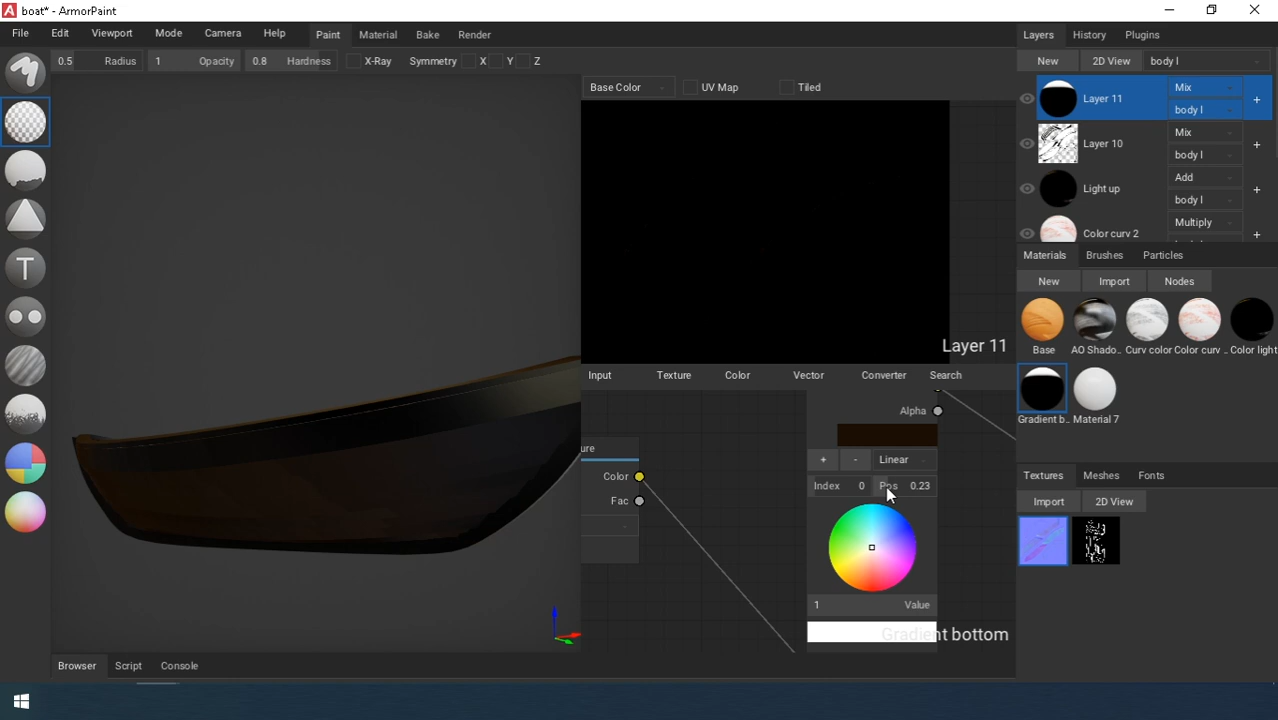 boat* - ArmorPaint
File Edit Viewport Mode Camera Help Paint Material Bake Render
Layers History Plugins
0.5 Radius 1 Opacity 0.8 Hardness X-Ray Symmetry X Y Z
New 2D View body l
Base Color UV Map Tiled
Layer 11 Mix +
body l
Layer 10 Mix +
body l
Light up Add +
body l
Color curv 2 Multiply +
Materials Brushes Particles
New Import Nodes
Base AO Shado.. Curv color Color curv .. Color light
Layer 11
Input Texture Color Vector Converter Search
Gradient b.. Material 7
Alpha
ure
+ - Linear
Color
Index 0 Pos 0.23
Fac
Textures Meshes Fonts
Import 2D View
1 Value
Gradient bottom
Browser Script Console